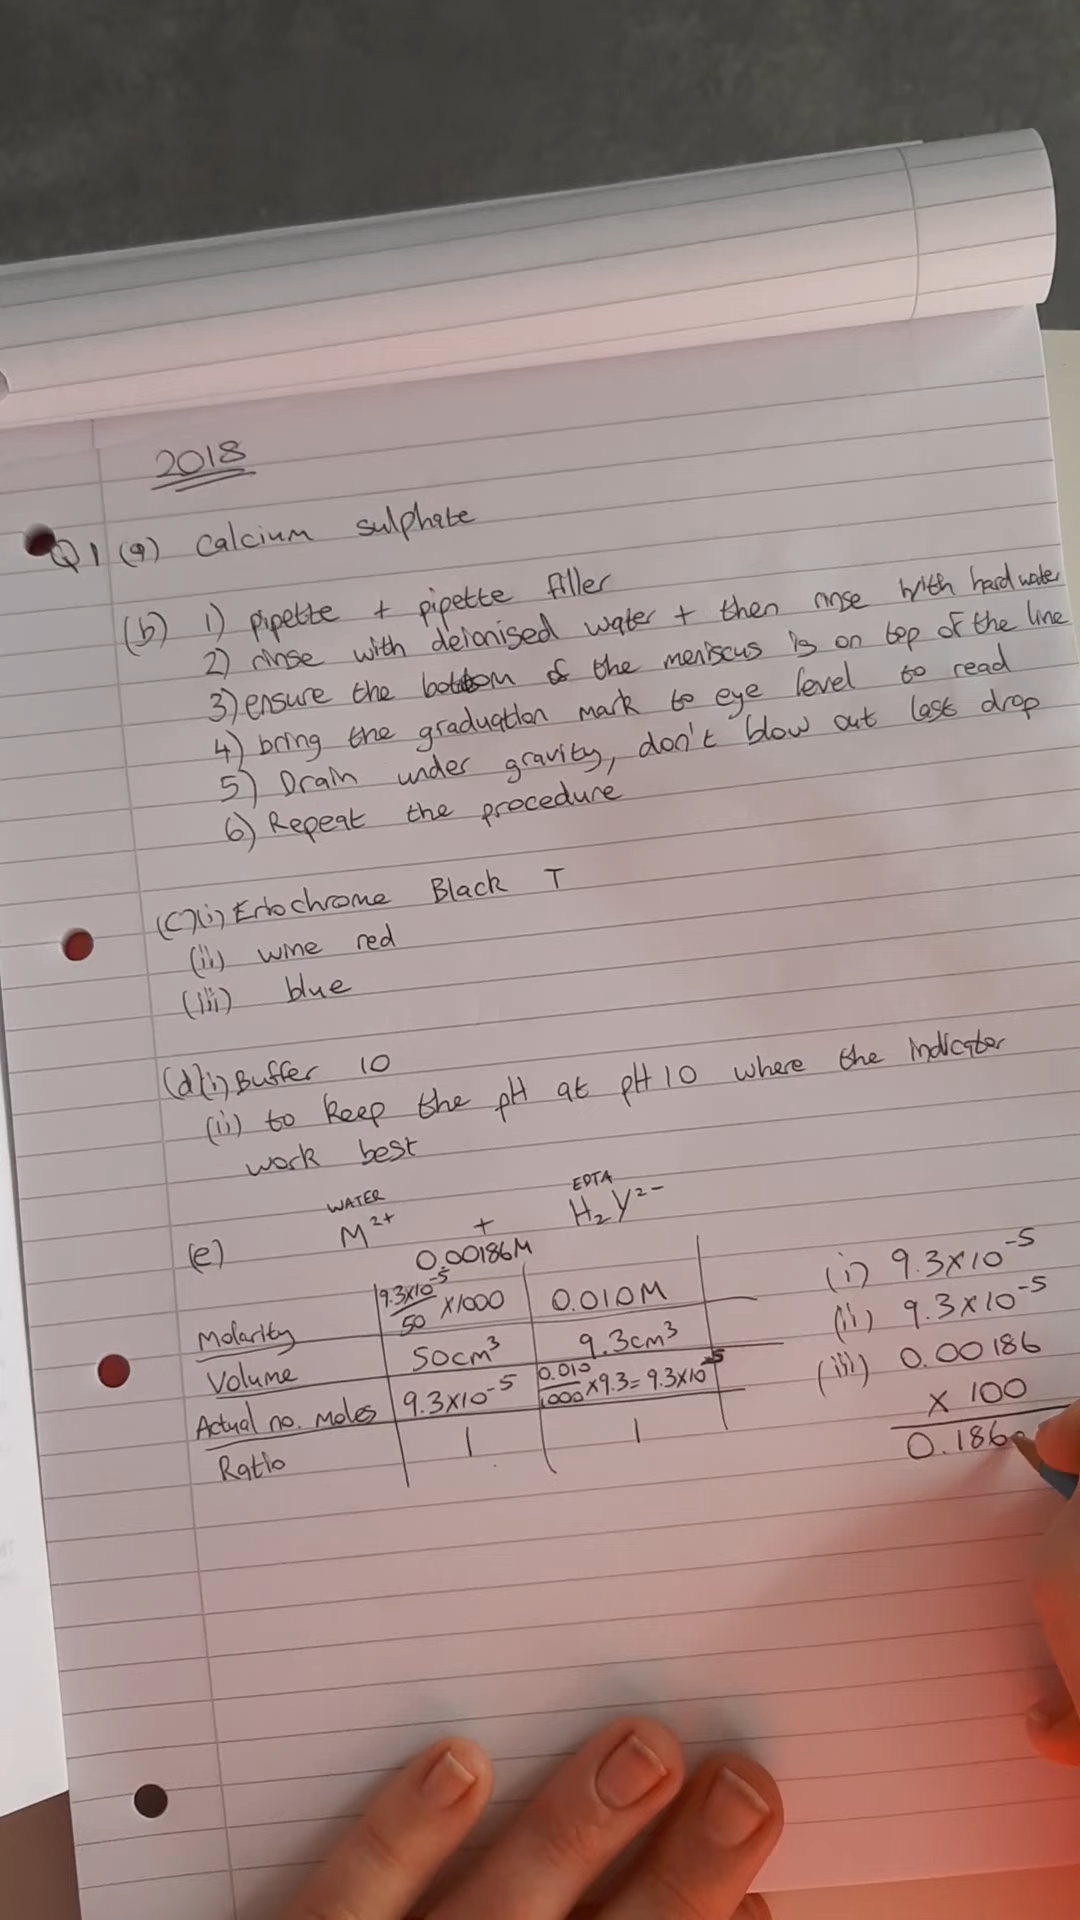 2018
Q1 (a) Calcium sulphate
(b) 1) pipette + pipette filler
2) rinse with deionised water + then rinse with hard water
3) ensure the bottom of the meniscus is on top of the line
4) bring the graduation mark to eye level to read
5) Drain under gravity, don't blow out last drop
6) Repeat the procedure
(c)(i) Eriochrome Black T
(ii) wine red
(iii) blue
(d)(i) Buffer 10
(ii) to keep the pH at pH 10 where the indicator
work best
WATER EDTA
(e) M²⁺ + H₂Y²⁻
0.00186M
Molarity 9.3x10⁻⁵/50 x1000 0.010M
Volume 50cm³ 9.3cm³
Actual no. moles 9.3x10⁻⁵ 0.010/1000 x9.3= 9.3x10⁻⁵
Ratio 1 1
(i) 9.3x10⁻⁵
(ii) 9.3x10⁻⁵
(iii) 0.00186
x 100
0.186